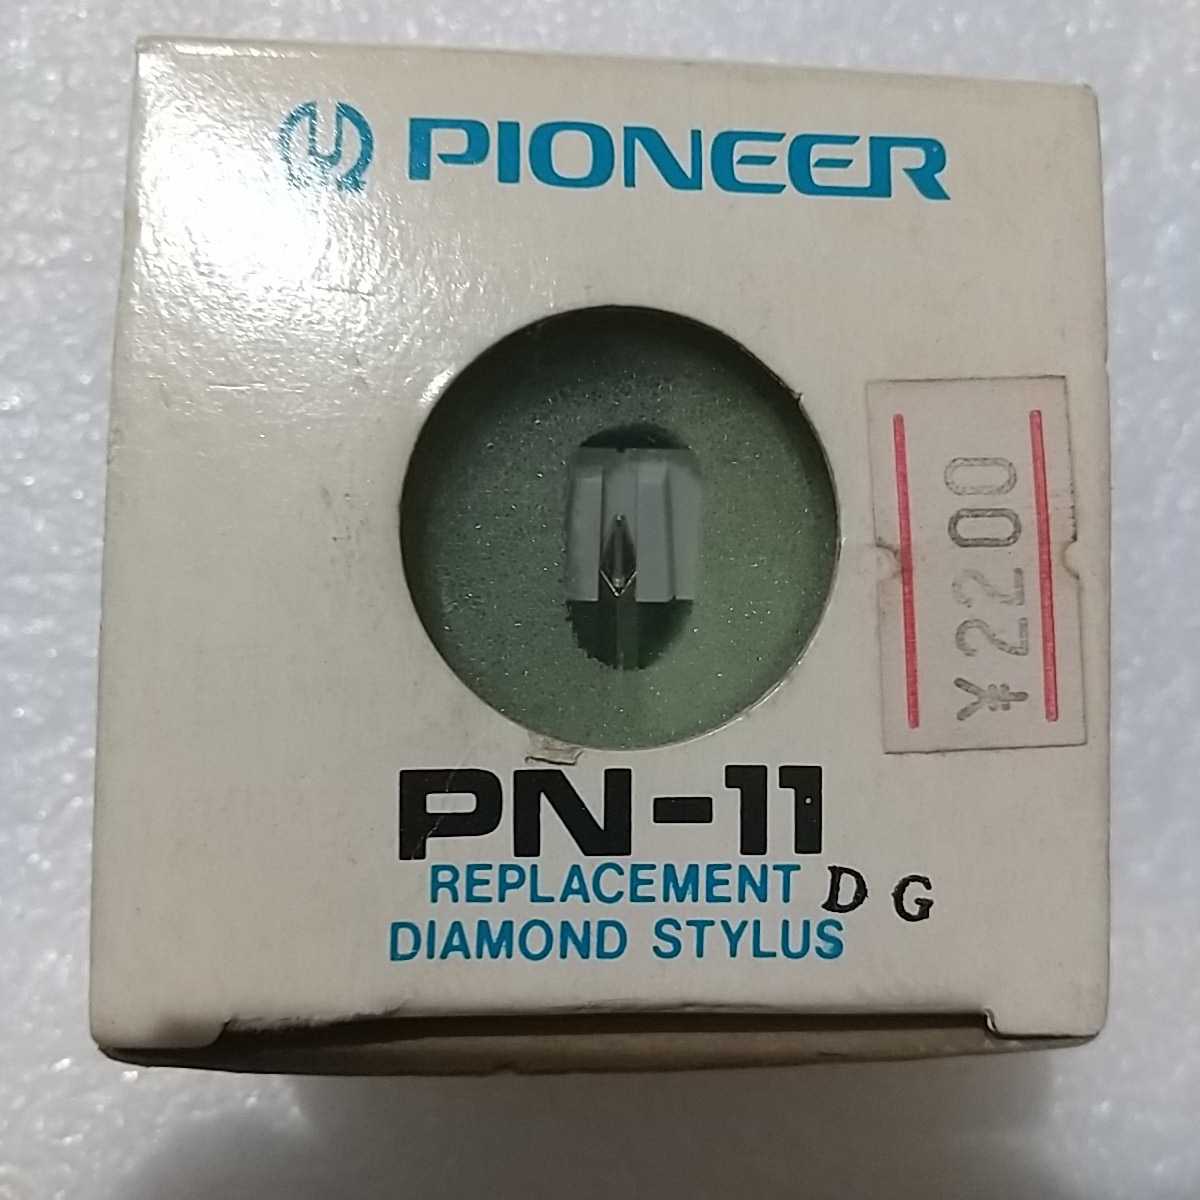 PIONEER
¥2200
PN-11
REPLACEMENT DG
DIAMOND STYLUS